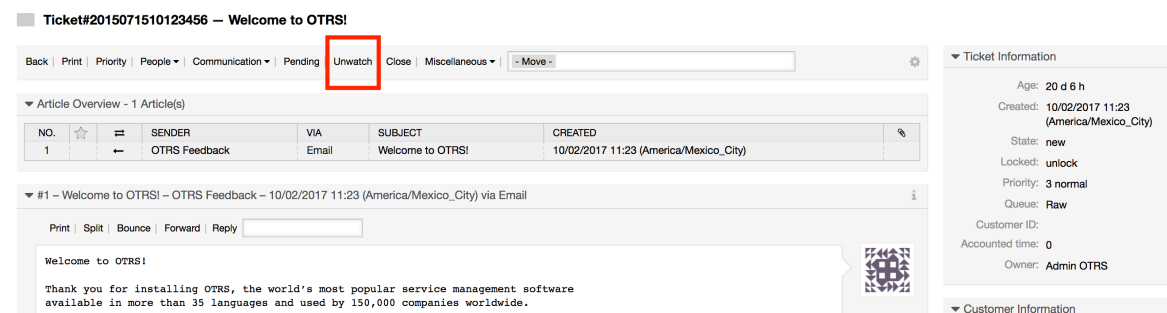 Ticket#2015071510123456 — Welcome to OTRS!
Back Print Priority People Communication Pending Unwatch Close Miscellaneous - Move -
Article Overview - 1 Article(s)
NO. SENDER VIA SUBJECT CREATED
1 OTRS Feedback Email Welcome to OTRS! 10/02/2017 11:23 (America/Mexico_City)
#1 – Welcome to OTRS! – OTRS Feedback – 10/02/2017 11:23 (America/Mexico_City) via Email
Print Split Bounce Forward Reply
Welcome to OTRS!
Thank you for installing OTRS, the world's most popular service management software
available in more than 35 languages and used by 150,000 companies worldwide.
Ticket Information
Age: 20 d 6 h
Created: 10/02/2017 11:23
(America/Mexico_City)
State: new
Locked: unlock
Priority: 3 normal
Queue: Raw
Customer ID:
Accounted time: 0
Owner: Admin OTRS
Customer Information